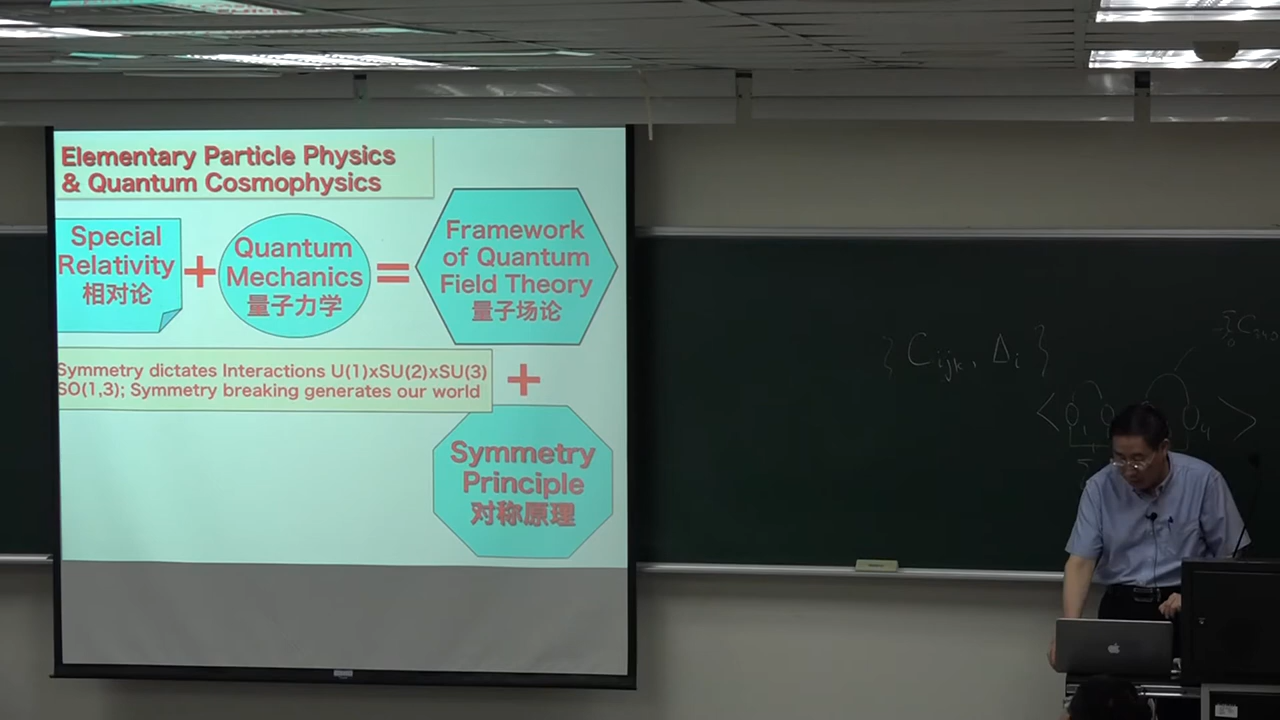 Elementary Particle Physics
& Quantum Cosmophysics
Special
Relativity
相对论
+
Quantum
Mechanics
量子力学
=
Framework
of Quantum
Field Theory
量子场论
Symmetry dictates Interactions U(1)xSU(2)xSU(3)
SO(1,3); Symmetry breaking generates our world
+
Symmetry
Principle
对称原理
{ Cijk, Δi }